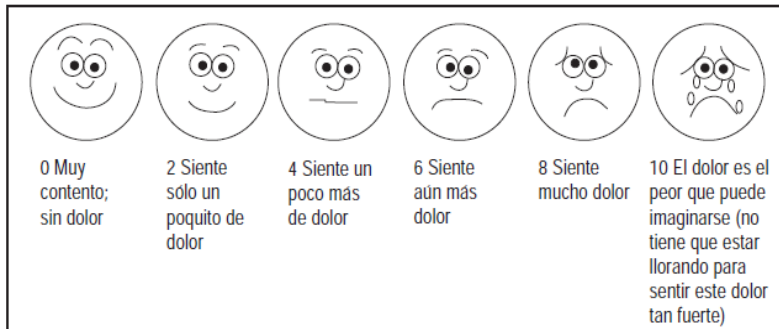 0 Muy
contento;
sin dolor
2 Siente
sólo un
poquito de
dolor
4 Siente un
poco más
de dolor
6 Siente
aún más
dolor
8 Siente
mucho dolor
10 El dolor es el
peor que puede
imaginarse (no
tiene que estar
llorando para
sentir este dolor
tan fuerte)